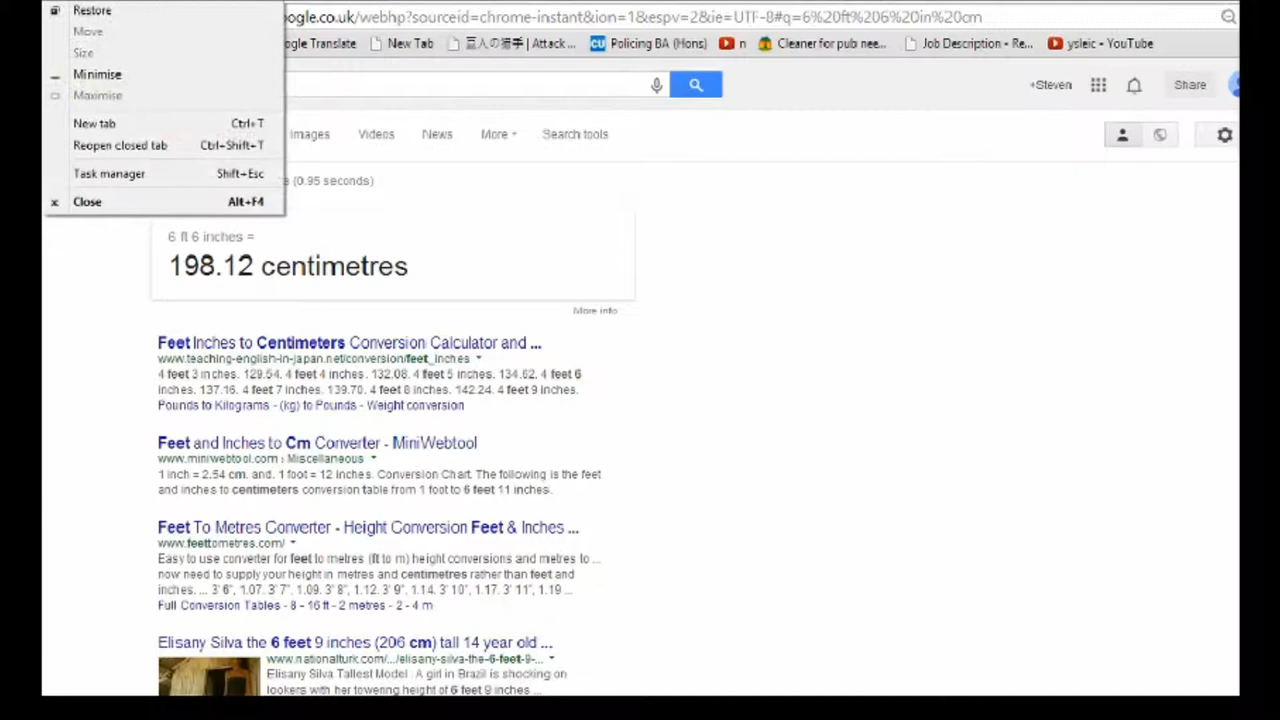 Restore
Move
Size
Minimise
Maximise
New tab Ctrl+T
Reopen closed tab Ctrl+Shift+T
Task manager Shift+Esc
Close Alt+F4
oogle.co.uk/webhp?sourceid=chrome-instant&ion=1&espv=2&ie=UTF-8#q=6%20ft%206%20in%20cm
gle Translate New Tab 巨人の獵手 | Attack... CU Policing BA (Hons) n Cleaner for pub nee... Job Description - Re... ysleic - YouTube
+Steven Share
Images Videos News More Search tools
(0.95 seconds)
6 ft 6 inches =
198.12 centimetres
More info
Feet Inches to Centimeters Conversion Calculator and ...
www.teaching-english-in-japan.net/conversion/feet_inches
4 feet 3 inches. 129.54. 4 feet 4 inches. 132.08. 4 feet 5 inches. 134.62. 4 feet 6
inches. 137.16. 4 feet 7 inches. 139.70. 4 feet 8 inches. 142.24. 4 feet 9 inches.
Pounds to Kilograms - (kg) to Pounds - Weight conversion
Feet and Inches to Cm Converter - MiniWebtool
www.miniwebtool.com › Miscellaneous
1 inch = 2.54 cm. and. 1 foot = 12 inches. Conversion Chart. The following is the feet
and inches to centimeters conversion table from 1 foot to 6 feet 11 inches.
Feet To Metres Converter - Height Conversion Feet & Inches ...
www.feettometres.com/
Easy to use converter for feet to metres (ft to m) height conversions and metres to ...
now need to supply your height in metres and centimetres rather than feet and
inches. ... 3' 6", 1.07. 3' 7", 1.09. 3' 8", 1.12. 3' 9", 1.14. 3' 10", 1.17. 3' 11", 1.19 ...
Full Conversion Tables - 8 - 16 ft - 2 metres - 2 - 4 m
Elisany Silva the 6 feet 9 inches (206 cm) tall 14 year old ...
www.nationalturk.com/.../elisany-silva-the-6-feet-9-...
Elisany Silva Tallest Model . A girl in Brazil is shocking on
lookers with her towering height of 6 feet 9 inches ...